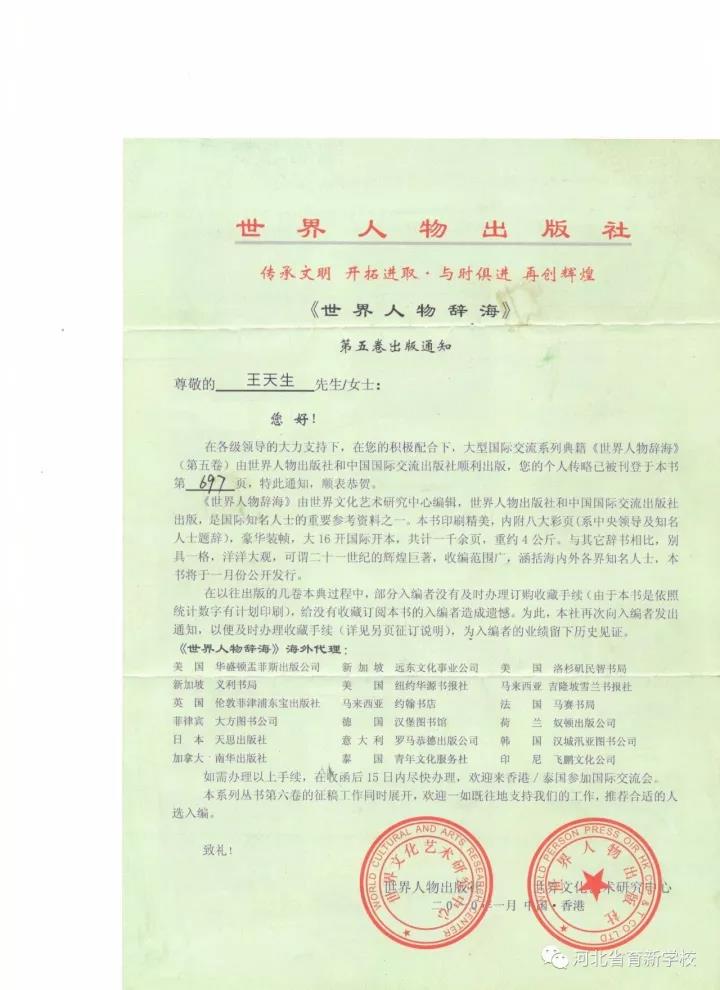 世界人物出版社
传承文明 开拓进取·与时俱进 再创辉煌
《世界人物辞海》
第五卷出版通知
尊敬的 王天生 先生/女士：
您 好！
在各级领导的大力支持下，在您的积极配合下，大型国际交流系列典籍《世界人物辞海》
（第五卷）由世界人物出版社和中国国际交流出版社顺利出版，您的个人传略已被刊登于本书
第 697 页，特此通知，顺表恭贺。
《世界人物辞海》由世界文化艺术研究中心编辑，世界人物出版社和中国国际交流出版社
出版，是国际知名人士的重要参考资料之一。本书印刷精美，内附八大彩页（系中央领导及知名
人士题辞），豪华装帧，大16开国际开本，共计一千余页，重约4公斤。与其它辞书相比，别
具一格，洋洋大观，可谓二十一世纪的辉煌巨著，收编范围广，涵括海内外各界知名人士，本
书将于一月份公开发行。
在以往出版的几卷本典过程中，部分入编者没有及时办理订购收藏手续（由于本书是依照
统计数字有计划印刷），给没有收藏订阅本书的入编者造成遗憾。为此，本社再次向入编者发出
通知，以便及时办理收藏手续（详见另页征订说明），为入编者的业绩留下历史见证。
《世界人物辞海》海外代理：
美 国 华盛顿孟菲斯出版公司 新 加 坡 远东文化事业公司 美 国 洛杉矶民智书局
新加坡 义利书局 美 国 纽约华源书报社 马来西亚 吉隆坡雪兰书报社
英 国 伦敦菲津浦东宝出版社 马来西亚 约翰书店 法 国 马赛书局
菲律宾 大方图书公司 德 国 汉堡图书馆 荷 兰 奴顿出版公司
日 本 天思出版社 意 大 利 罗马恭德出版公司 韩 国 汉城汛亚图书公司
加拿大 南华出版社 泰 国 青年文化服务社 印 尼 飞鹏文化公司
如需办理以上手续，在收函后15日内尽快办理，欢迎来香港/泰国参加国际交流会。
本系列丛书第六卷的征稿工作同时展开，欢迎一如既往地支持我们的工作，推荐合适的人
选入编。
致礼！
世界人物出版社 世界文化艺术研究中心
二〇一〇年一月 中国·香港
WORLD CULTURAL AND ARTS RESEARCH CENTER
世界文化艺术研究中心
WORLD PERSON PRESS
世界人物出版社
河北省育新学校